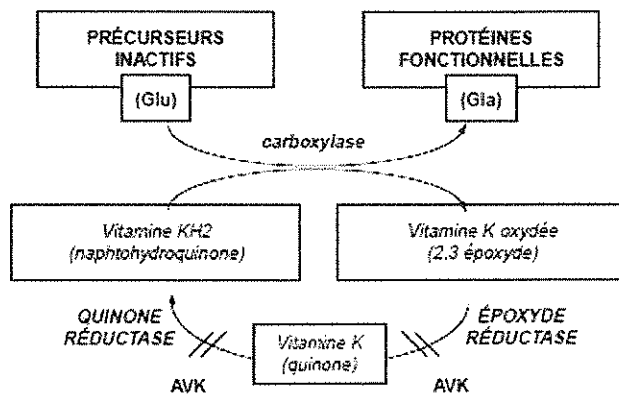 PRÉCURSEURS
INACTIFS
(Glu)
PROTÉINES
FONCTIONNELLES
(Gla)
carboxylase
Vitamine KH2
(naphtohydroquinone)
Vitamine K oxydée
(2,3 époxyde)
QUINONE
RÉDUCTASE
Vitamine K
(quinone)
ÉPOXYDE
RÉDUCTASE
AVK
AVK